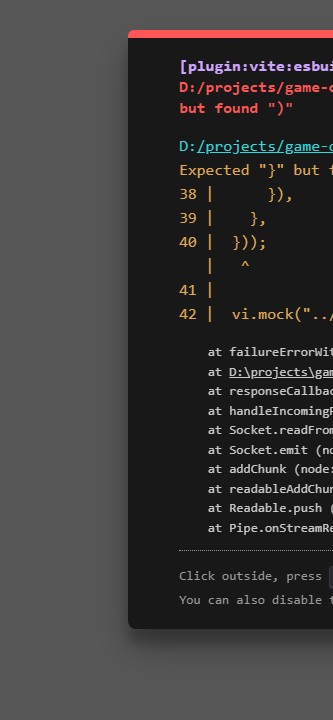 [plugin:vite:esbui
D:/projects/game-
but found ")"
D:/projects/game-
Expected "}" but f
38 |      }),
39 |    },
40 |  }));
   |   ^
41 |
42 |  vi.mock("../
at failureErrorWit
at D:\projects\gam
at responseCallbac
at handleIncomingP
at Socket.readFrom
at Socket.emit (no
at addChunk (node:
at readableAddChun
at Readable.push (
at Pipe.onStreamRe
Click outside, press
You can also disable t